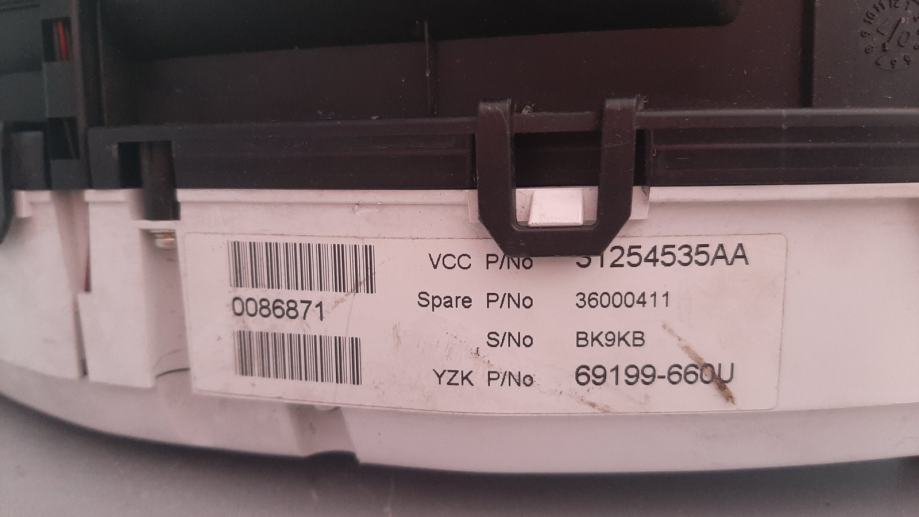 0086871
VCC P/No 31254535AA
Spare P/No 36000411
S/No BK9KB
YZK P/No 69199-660U